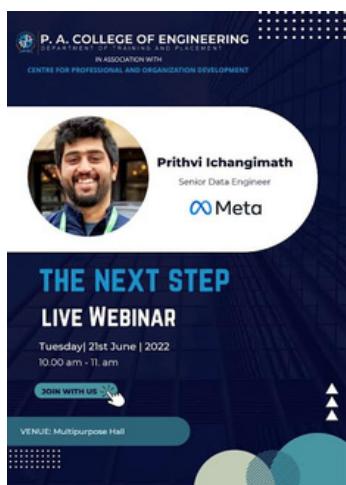 P. A. COLLEGE OF ENGINEERING
DEPARTMENT OF TRAINING AND PLACEMENT
IN ASSOCIATION WITH
CENTRE FOR PROFESSIONAL AND ORGANIZATION DEVELOPMENT
Prithvi Ichangimath
Senior Data Engineer
Meta
THE NEXT STEP
LIVE WEBINAR
Tuesday| 21st June | 2022
10.00 am - 11. am
JOIN WITH US
VENUE: Multipurpose Hall